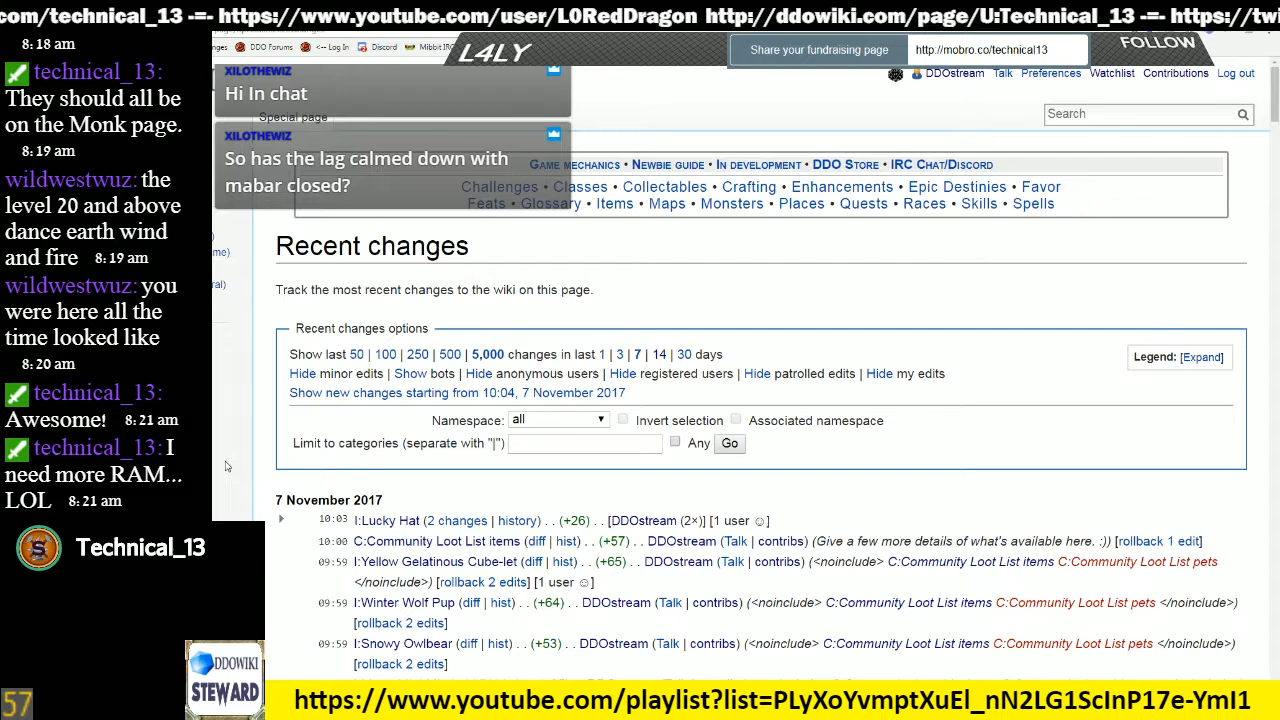 com/technical_13 -=- https://www.youtube.com/user/L0RedDragon http://ddowiki.com/page/U:Technical_13 -=- https://twi
8:18 am
technical_13:
They should all be
on the Monk page.
8:19 am
wildwestwuz: the
level 20 and above
dance earth wind
and fire 8:19 am
wildwestwuz: you
were here all the
time looked like
8:20 am
technical_13:
Awesome! 8:21 am
technical_13: I
need more RAM...
LOL 8:21 am
Technical_13
DDOWIKI
STEWARD
57
DDO Forums <-- Log In Discord Mibbit IRC
L4LY
Share your fundraising page http://mobro.co/technical13
FOLLOW
XILOTHEWIZ
Hi In chat
XILOTHEWIZ
So has the lag calmed down with
mabar closed?
DDOstream Talk Preferences Watchlist Contributions Log out
Special page
Search
Game mechanics • Newbie guide • In development • DDO Store • IRC Chat/Discord
Challenges • Classes • Collectables • Crafting • Enhancements • Epic Destinies • Favor
Feats • Glossary • Items • Maps • Monsters • Places • Quests • Races • Skills • Spells
Recent changes
Track the most recent changes to the wiki on this page.
Recent changes options
Show last 50 | 100 | 250 | 500 | 5,000 changes in last 1 | 3 | 7 | 14 | 30 days
Legend: [Expand]
Hide minor edits | Show bots | Hide anonymous users | Hide registered users | Hide patrolled edits | Hide my edits
Show new changes starting from 10:04, 7 November 2017
Namespace: all Invert selection Associated namespace
Limit to categories (separate with "|") Any Go
7 November 2017
10:03 I:Lucky Hat (2 changes | history) . . (+26) . . [DDOstream (2×)] [1 user ☺]
10:00 C:Community Loot List items (diff | hist) . . (+57) . . DDOstream (Talk | contribs) (Give a few more details of what's available here. :)) [rollback 1 edit]
09:59 I:Yellow Gelatinous Cube-let (diff | hist) . . (+65) . . DDOstream (Talk | contribs) (<noinclude> C:Community Loot List items C:Community Loot List pets
</noinclude>) [rollback 2 edits] [1 user ☺]
09:59 I:Winter Wolf Pup (diff | hist) . . (+64) . . DDOstream (Talk | contribs) (<noinclude> C:Community Loot List items C:Community Loot List pets </noinclude>)
[rollback 2 edits]
09:59 I:Snowy Owlbear (diff | hist) . . (+53) . . DDOstream (Talk | contribs) (<noinclude> C:Community Loot List items C:Community Loot List pets </noinclude>)
[rollback 2 edits]
https://www.youtube.com/playlist?list=PLyXoYvmptXuEl_nN2LG1ScInP17e-YmI1